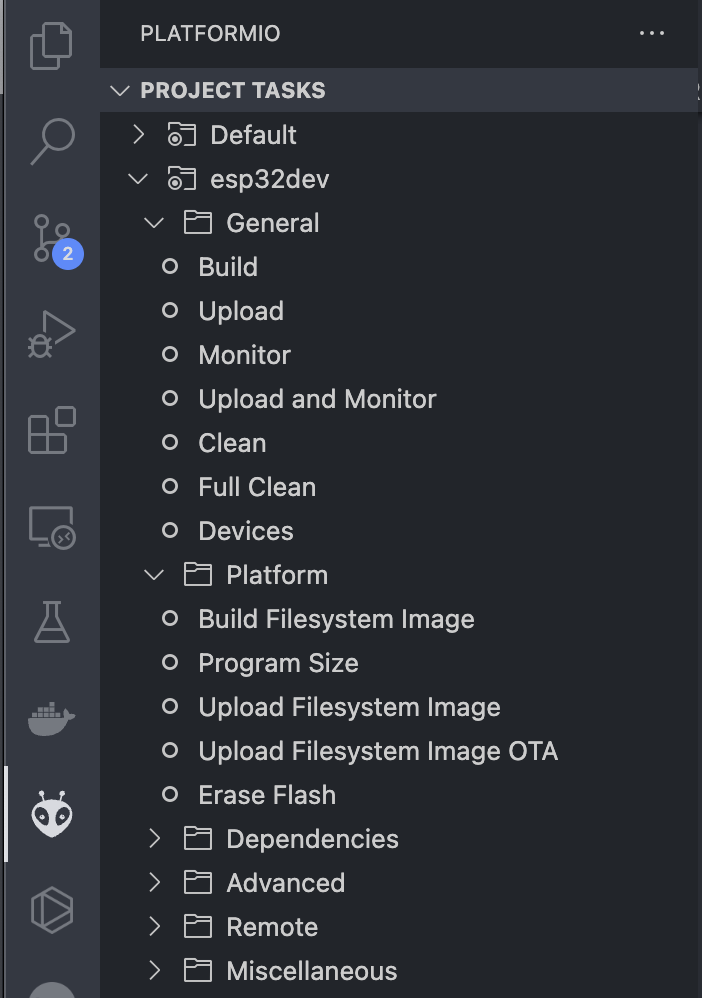 PLATFORMIO
PROJECT TASKS
Default
esp32dev
General
Build
2
Upload
Monitor
Upload and Monitor
Clean
Full Clean
Devices
Platform
Build Filesystem Image
Program Size
Upload Filesystem Image
Upload Filesystem Image OTA
Erase Flash
Dependencies
Advanced
Remote
Miscellaneous